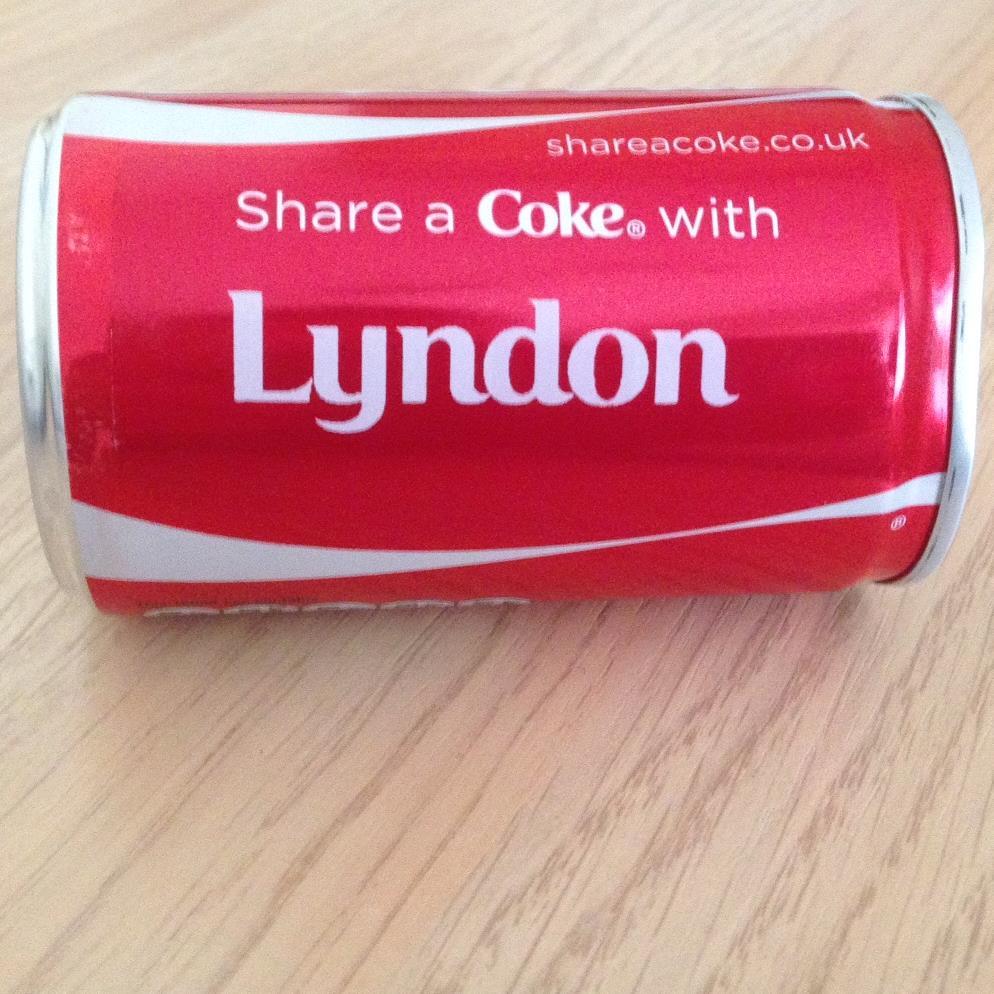 shareacoke.co.uk
Share a Coke® with
Lyndon
®